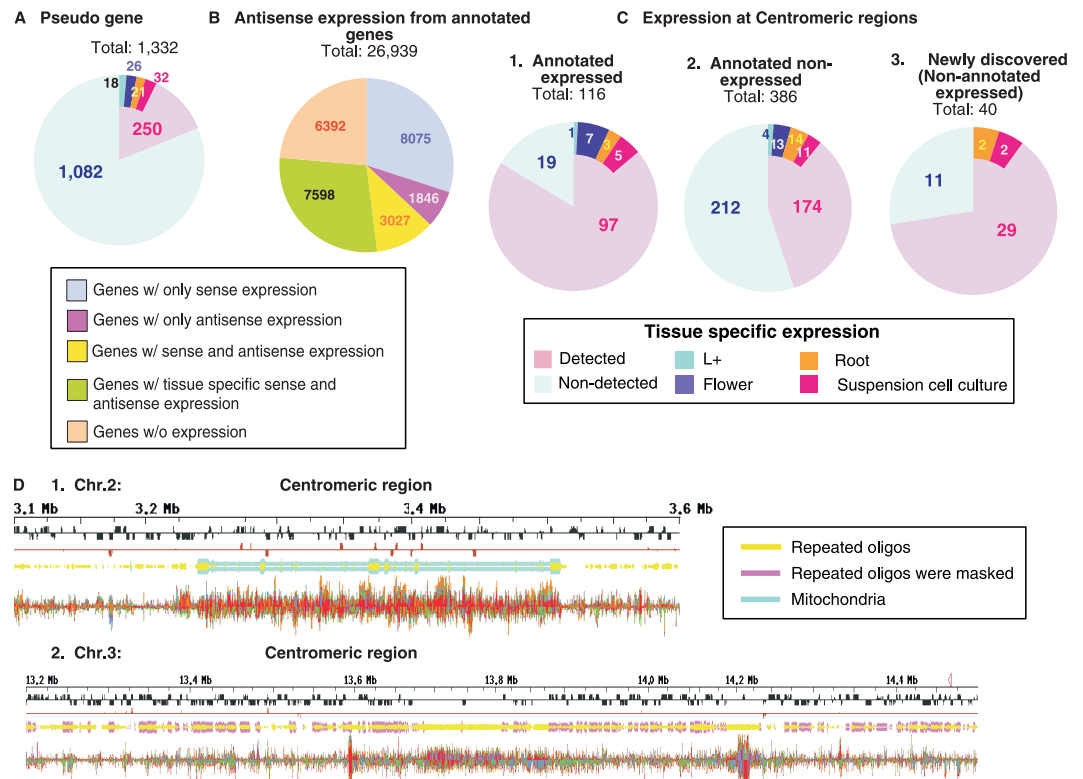 A Pseudo gene
Total: 1,332
18
26
21
32
250
1,082
B Antisense expression from annotated
genes
Total: 26,939
6392
8075
7598
1846
3027
Genes w/ only sense expression
Genes w/ only antisense expression
Genes w/ sense and antisense expression
Genes w/ tissue specific sense and
antisense expression
Genes w/o expression
C Expression at Centromeric regions
1. Annotated
expressed
Total: 116
1
7
3
5
19
97
2. Annotated non-
expressed
Total: 386
4
13
14
11
212
174
3. Newly discovered
(Non-annotated
expressed)
Total: 40
2
2
11
29
Tissue specific expression
Detected
L+
Root
Non-detected
Flower
Suspension cell culture
D 1. Chr.2: Centromeric region
3.1 Mb 3.2 Mb 3.4 Mb 3.6 Mb
Repeated oligos
Repeated oligos were masked
Mitochondria
2. Chr.3: Centromeric region
13.2 Mb 13.4 Mb 13.6 Mb 13.8 Mb 14.0 Mb 14.2 Mb 14.4 Mb